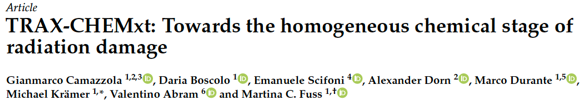 Article
TRAX-CHEMxt: Towards the homogeneous chemical stage of
radiation damage
Gianmarco Camazzola 1,2,3, Daria Boscolo 1, Emanuele Scifoni 4, Alexander Dorn 2, Marco Durante 1,5,
Michael Krämer 1,*, Valentino Abram 6 and Martina C. Fuss 1,†